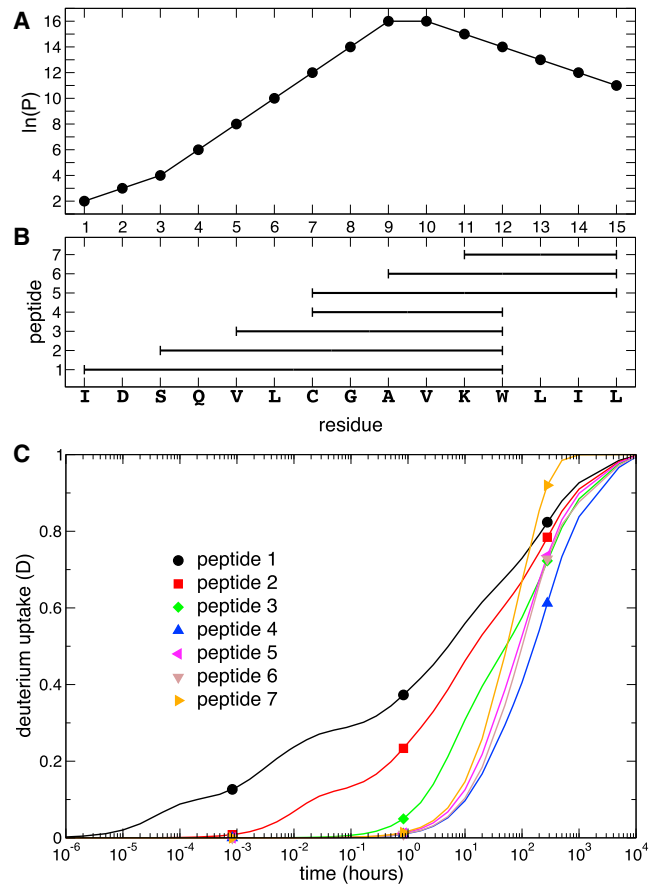 A
16
14
12
10
8
6
4
2
ln(P)
1 2 3 4 5 6 7 8 9 10 11 12 13 14 15
B
7
6
5
4
3
2
1
peptide
I D S Q V L C G A V K W L I L
residue
C
1
0.8
0.6
0.4
0.2
0
deuterium uptake (D)
peptide 1
peptide 2
peptide 3
peptide 4
peptide 5
peptide 6
peptide 7
10^-6 10^-5 10^-4 10^-3 10^-2 10^-1 10^0 10^1 10^2 10^3 10^4
time (hours)